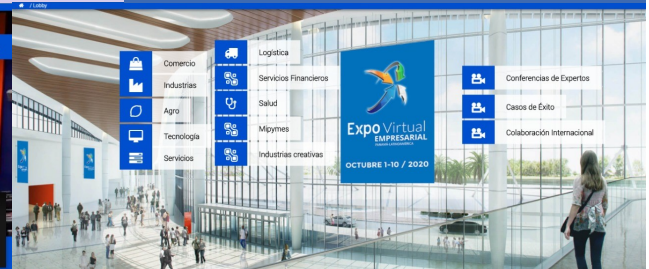 / Lobby
Comercio
Industrias
Agro
Tecnología
Servicios
Logística
Servicios Financieros
Salud
Mipymes
Industrias creativas
Expo Virtual
EMPRESARIAL
OCTUBRE 1-10 / 2020
Conferencias de Expertos
Casos de Éxito
Colaboración Internacional